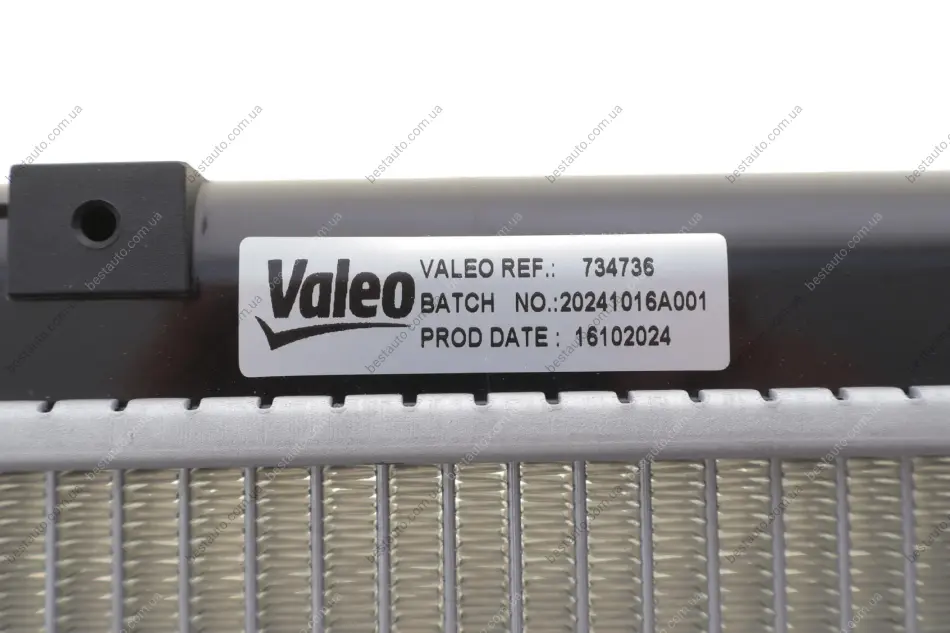 Valeo
VALEO REF.: 734736
BATCH NO.:20241016A001
PROD DATE : 16102024
bestauto.com.ua